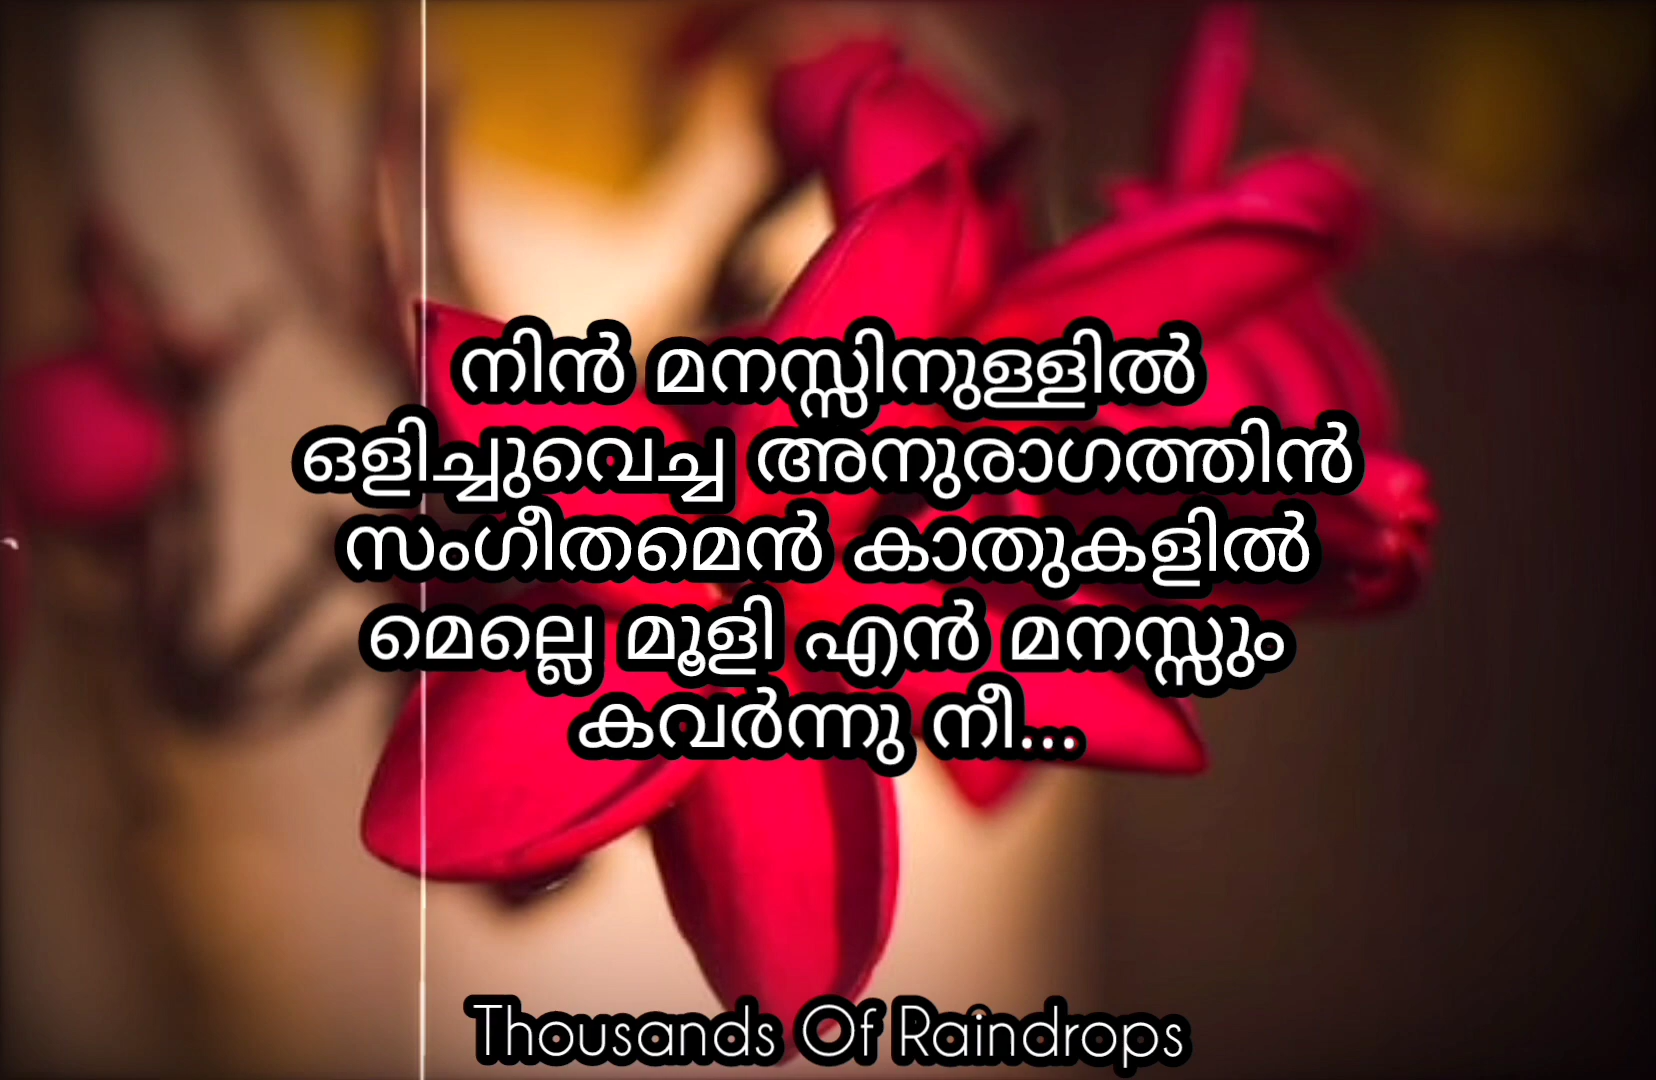 നിൻ മനസ്സിനുള്ളിൽ
ഒളിച്ചുവെച്ച അനുരാഗത്തിൻ
സംഗീതമെൻ കാതുകളിൽ
മെല്ലെ മൂളി എൻ മനസ്സും
കവർന്നു നീ...
Thousands Of Raindrops